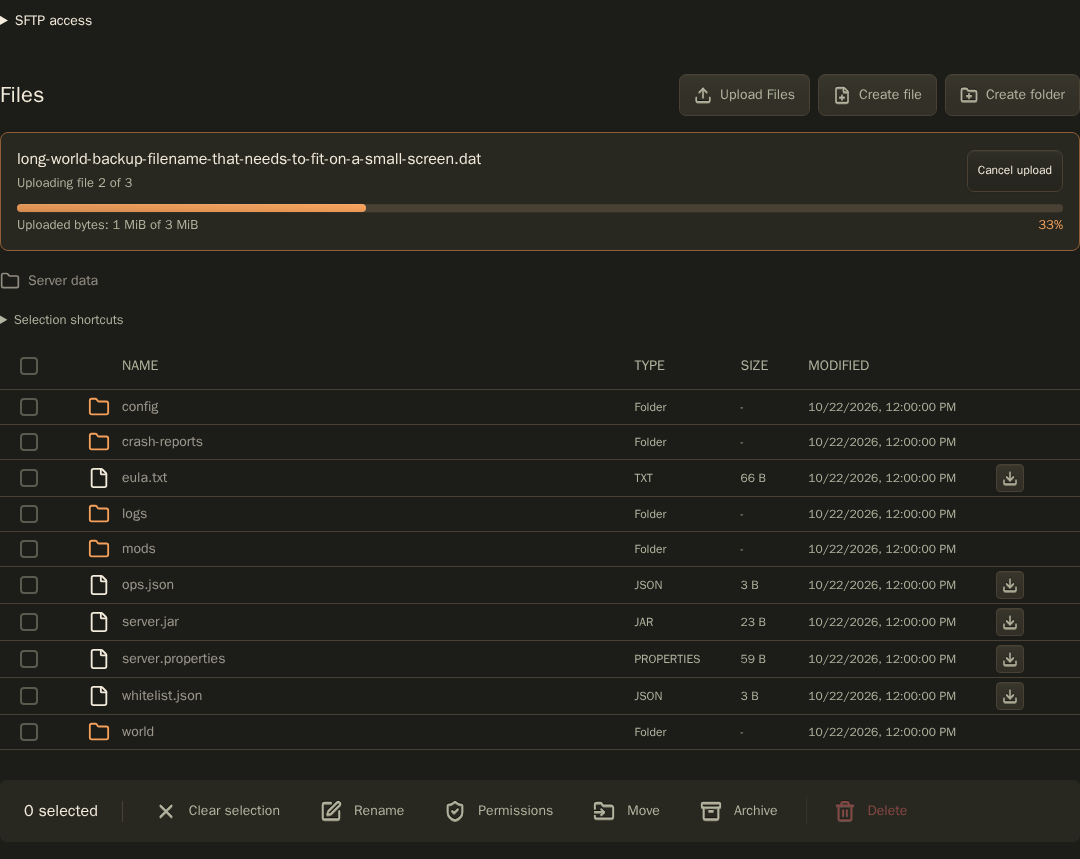 SFTP access
Files
Upload Files
Create file
Create folder
long-world-backup-filename-that-needs-to-fit-on-a-small-screen.dat
Uploading file 2 of 3
Cancel upload
Uploaded bytes: 1 MiB of 3 MiB
33%
Server data
Selection shortcuts
NAME TYPE SIZE MODIFIED
config Folder - 10/22/2026, 12:00:00 PM
crash-reports Folder - 10/22/2026, 12:00:00 PM
eula.txt TXT 66 B 10/22/2026, 12:00:00 PM
logs Folder - 10/22/2026, 12:00:00 PM
mods Folder - 10/22/2026, 12:00:00 PM
ops.json JSON 3 B 10/22/2026, 12:00:00 PM
server.jar JAR 23 B 10/22/2026, 12:00:00 PM
server.properties PROPERTIES 59 B 10/22/2026, 12:00:00 PM
whitelist.json JSON 3 B 10/22/2026, 12:00:00 PM
world Folder - 10/22/2026, 12:00:00 PM
0 selected Clear selection Rename Permissions Move Archive Delete